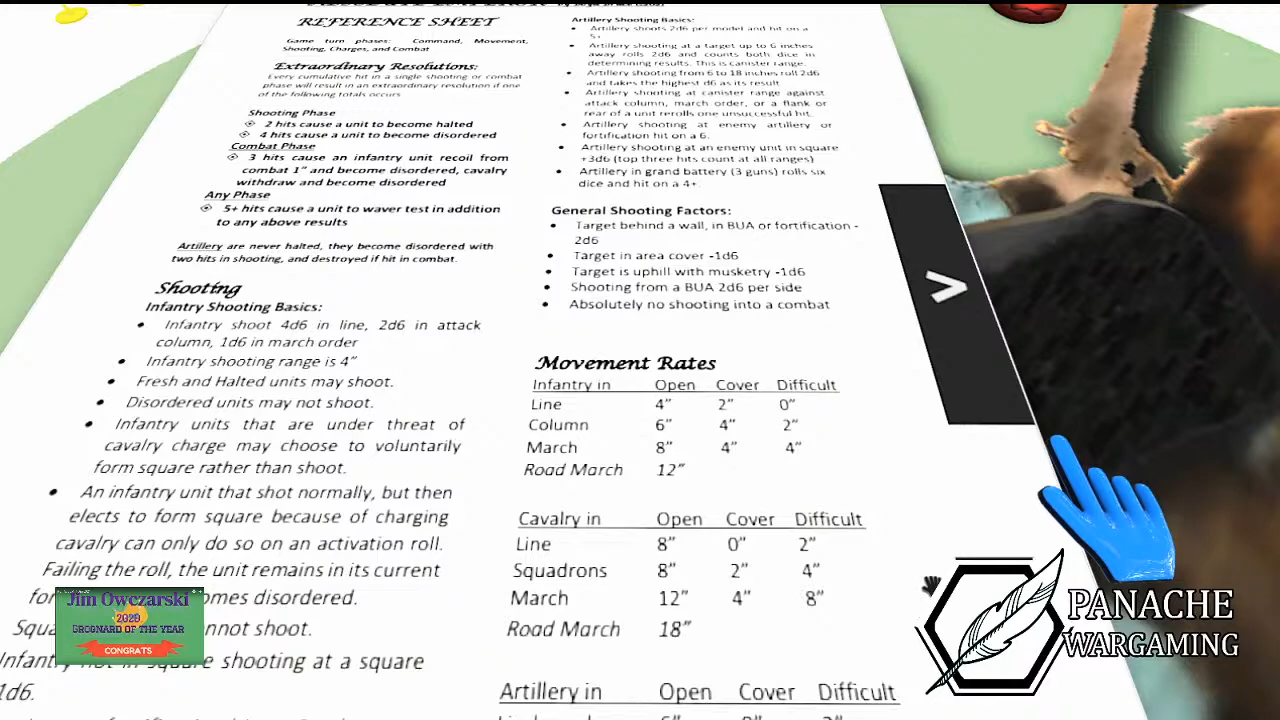 REFERENCE SHEET
Game turn phases: Command, Movement,
Shooting, Charges, and Combat
Extraordinary Resolutions:
Every cumulative hit in a single shooting or combat
phase will result in an extraordinary resolution if one
of the following totals occurs
Shooting Phase
2 hits cause a unit to become halted
4 hits cause a unit to become disordered
Combat Phase
3 hits cause an infantry unit recoil from
combat 1" and become disordered, cavalry
withdraw and become disordered
Any Phase
5+ hits cause a unit to waver test in addition
to any above results
Artillery are never halted, they become disordered with
two hits in shooting, and destroyed if hit in combat.
Shooting
Infantry Shooting Basics:
• Infantry shoot 4d6 in line, 2d6 in attack
column, 1d6 in march order
• Infantry shooting range is 4"
• Fresh and Halted units may shoot.
• Disordered units may not shoot.
• Infantry units that are under threat of
cavalry charge may choose to voluntarily
form square rather than shoot.
• An infantry unit that shot normally, but then
elects to form square because of charging
cavalry can only do so on an activation roll.
Failing the roll, the unit remains in its current
disordered.
shoot.
shooting at a square
1d6.
Artillery Shooting Basics:
• Artillery shoots 2d6 per model and hit on a
5+
• Artillery shooting at a target up to 6 inches
away rolls 2d6 and counts both dice in
determining results. This is canister range.
• Artillery shooting from 6 to 18 inches roll 2d6
and takes the highest d6 as its result
• Artillery shooting at canister range against
attack column, march order, or a flank or
rear of a unit rerolls one unsuccessful hit.
• Artillery shooting at enemy artillery or
fortification hit on a 6.
• Artillery shooting at an enemy unit in square
+3d6 (top three hits count at all ranges)
• Artillery in grand battery (3 guns) rolls six
dice and hit on a 4+
General Shooting Factors:
• Target behind a wall, in BUA or fortification -
2d6
• Target in area cover -1d6
• Target is uphill with musketry -1d6
• Shooting from a BUA 2d6 per side
• Absolutely no shooting into a combat
Movement Rates
Infantry in Open Cover Difficult
Line 4" 2" 0"
Column 6" 4" 2"
March 8" 4" 4"
Road March 12"
Cavalry in Open Cover Difficult
Line 8" 0" 2"
Squadrons 8" 2" 4"
March 12" 4" 8"
Road March 18"
Artillery in Open Cover Difficult
>
Jim Owczarski
2020
GROGNARD OF THE YEAR
CONGRATS
PANACHE
WARGAMING